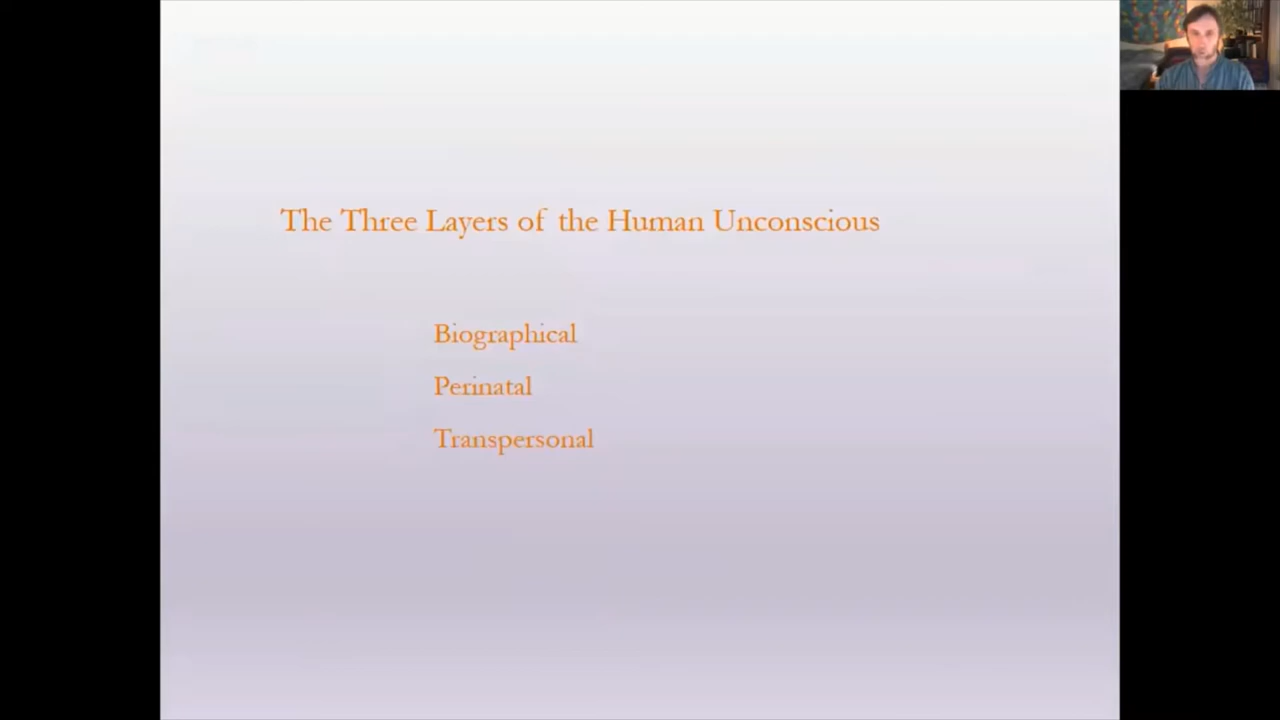 The Three Layers of the Human Unconscious
Biographical
Perinatal
Transpersonal